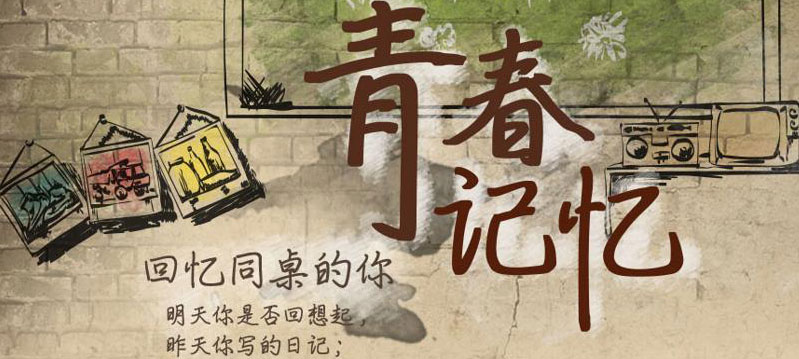 青春
记忆
回忆同桌的你
明天你是否回想起，
昨天你写的日记；